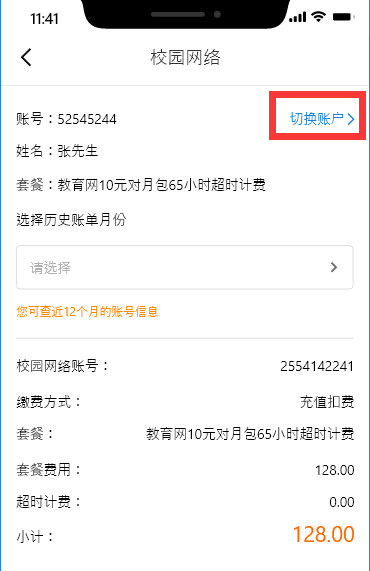 11:41
校园网络
账号：52545244 切换账户
姓名：张先生
套餐：教育网10元对月包65小时超时计费
选择历史账单月份
请选择
您可查近12个月的账号信息
校园网络账号： 2554142241
缴费方式： 充值扣费
套餐： 教育网10元对月包65小时超时计费
套餐费用： 128.00
超时计费： 0.00
小计： 128.00